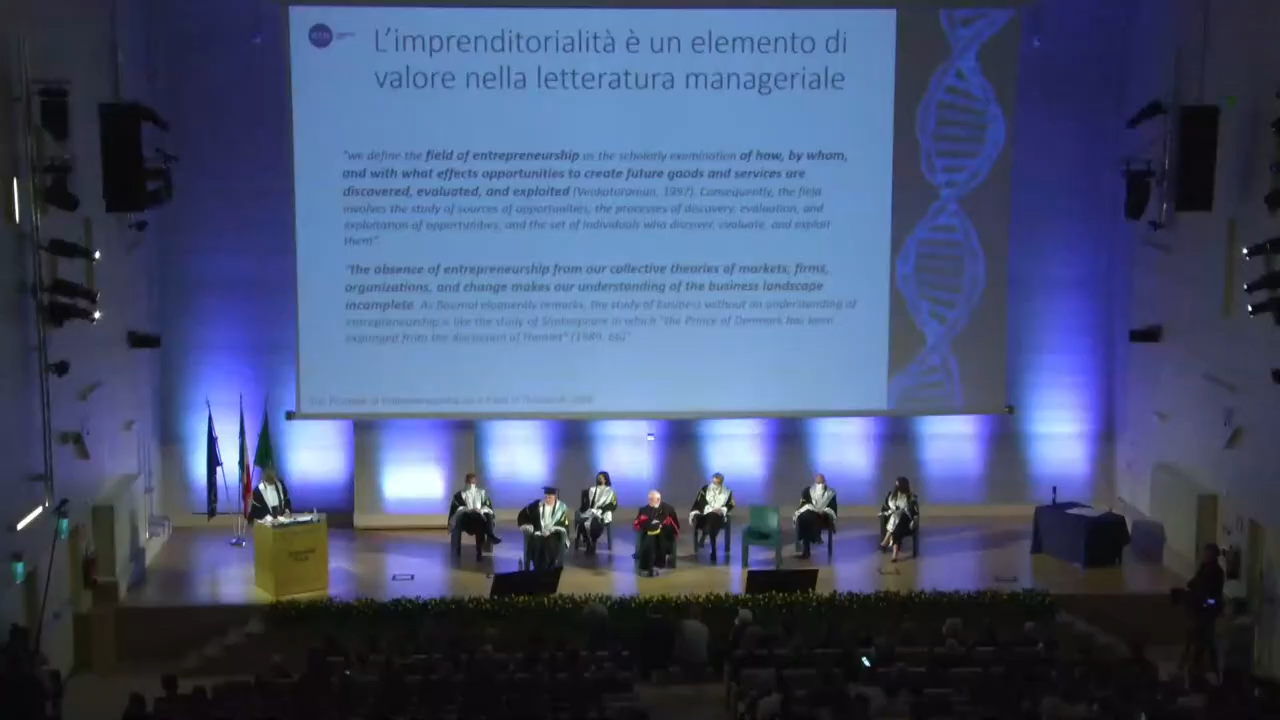 L'imprenditorialità è un elemento di
valore nella letteratura manageriale
"we define the field of entrepreneurship as the scholarly examination of how, by whom,
and with what effects opportunities to create future goods and services are
discovered, evaluated, and exploited (Venkataraman, 1997). Consequently, the field
involves the study of sources of opportunities, the processes of discovery, evaluation, and
exploitation of opportunities, and the set of individuals who discover, evaluate, and exploit
them".
"the absence of entrepreneurship from our collective theories of markets, firms,
organizations, and change makes our understanding of the business landscape
incomplete. As Baumol eloquently remarks, the study of business without an understanding of
entrepreneurship is like the study of Shakespeare in which "the Prince of Denmark has been
expunged from the discussion of Hamlet" (1989, 66)"